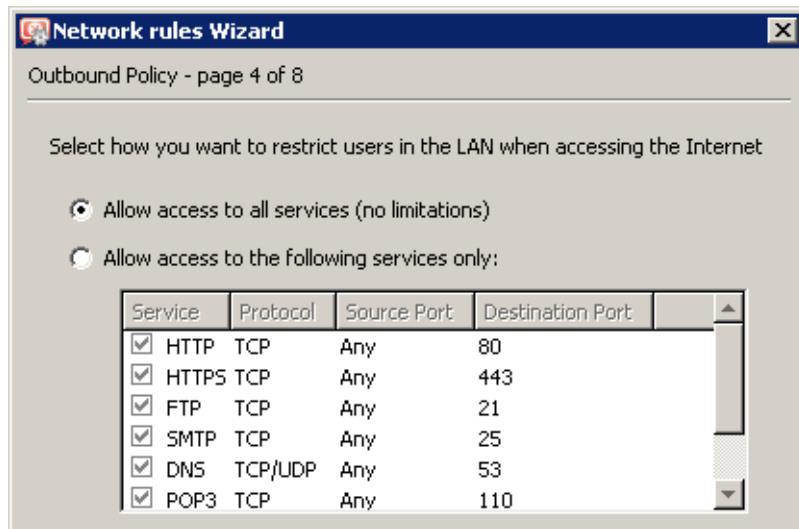 Network rules Wizard
Outbound Policy - page 4 of 8
Select how you want to restrict users in the LAN when accessing the Internet
Allow access to all services (no limitations)
Allow access to the following services only:
Service Protocol Source Port Destination Port
HTTP TCP Any 80
HTTPS TCP Any 443
FTP TCP Any 21
SMTP TCP Any 25
DNS TCP/UDP Any 53
POP3 TCP Any 110